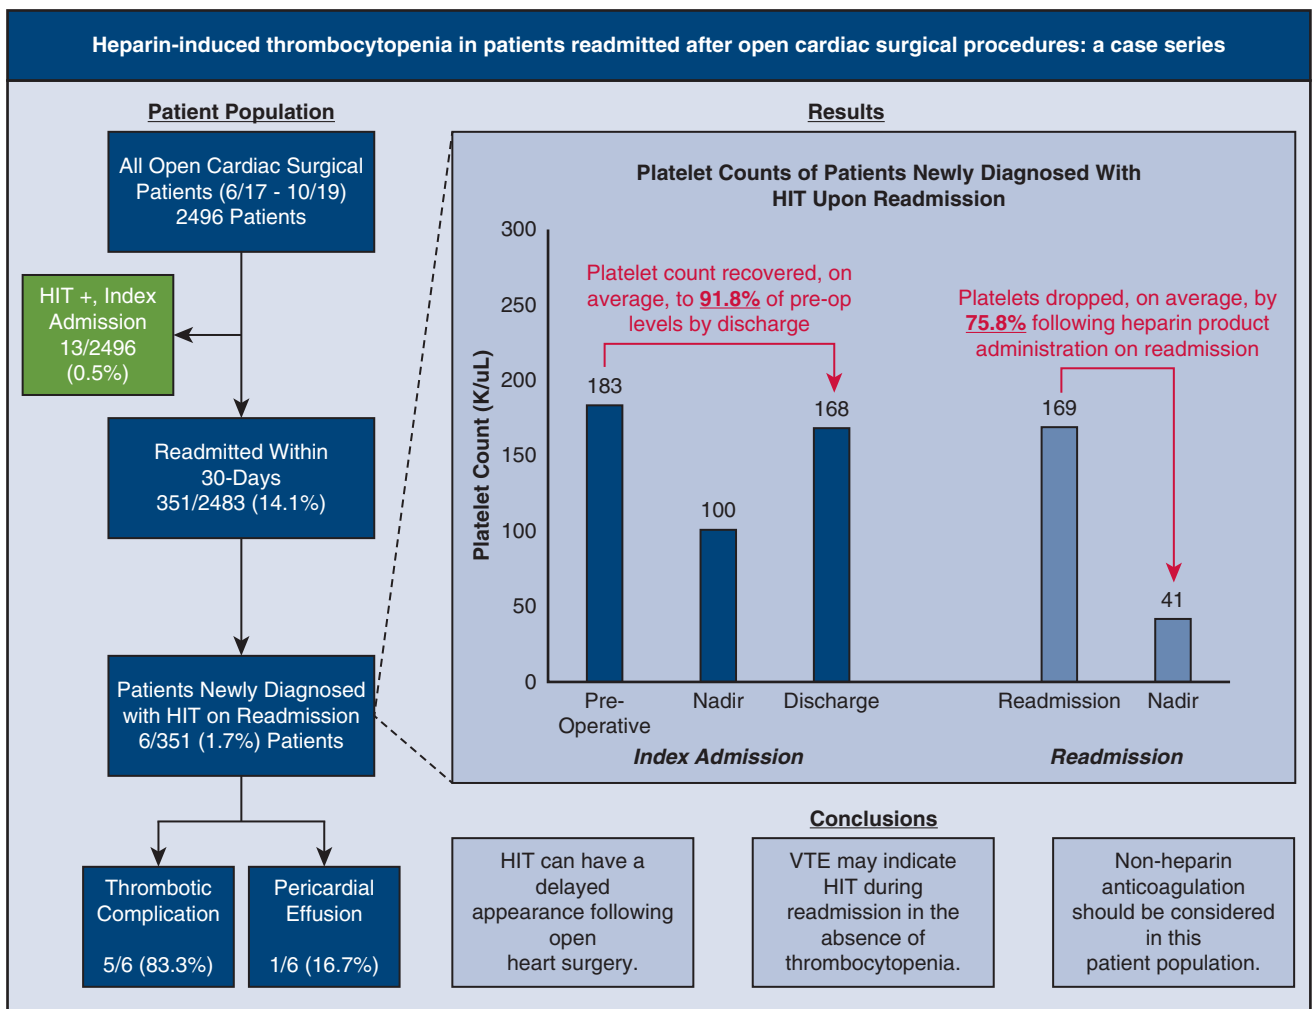 Heparin-induced thrombocytopenia in patients readmitted after open cardiac surgical procedures: a case series
Patient Population
All Open Cardiac Surgical
Patients (6/17 - 10/19)
2496 Patients
HIT +, Index
Admission
13/2496
(0.5%)
Readmitted Within
30-Days
351/2483 (14.1%)
Patients Newly Diagnosed
with HIT on Readmission
6/351 (1.7%) Patients
Thrombotic
Complication
5/6 (83.3%)
Pericardial
Effusion
1/6 (16.7%)
Results
Platelet Counts of Patients Newly Diagnosed With
HIT Upon Readmission
Platelet Count (K/uL)
300
250
200
150
100
50
0
Platelet count recovered, on
average, to 91.8% of pre-op
levels by discharge
Platelets dropped, on average, by
75.8% following heparin product
administration on readmission
183
100
168
169
41
Pre-
Operative
Nadir
Discharge
Readmission
Nadir
Index Admission
Readmission
Conclusions
HIT can have a
delayed
appearance following
open
heart surgery.
VTE may indicate
HIT during
readmission in the
absence of
thrombocytopenia.
Non-heparin
anticoagulation
should be considered
in this
patient population.